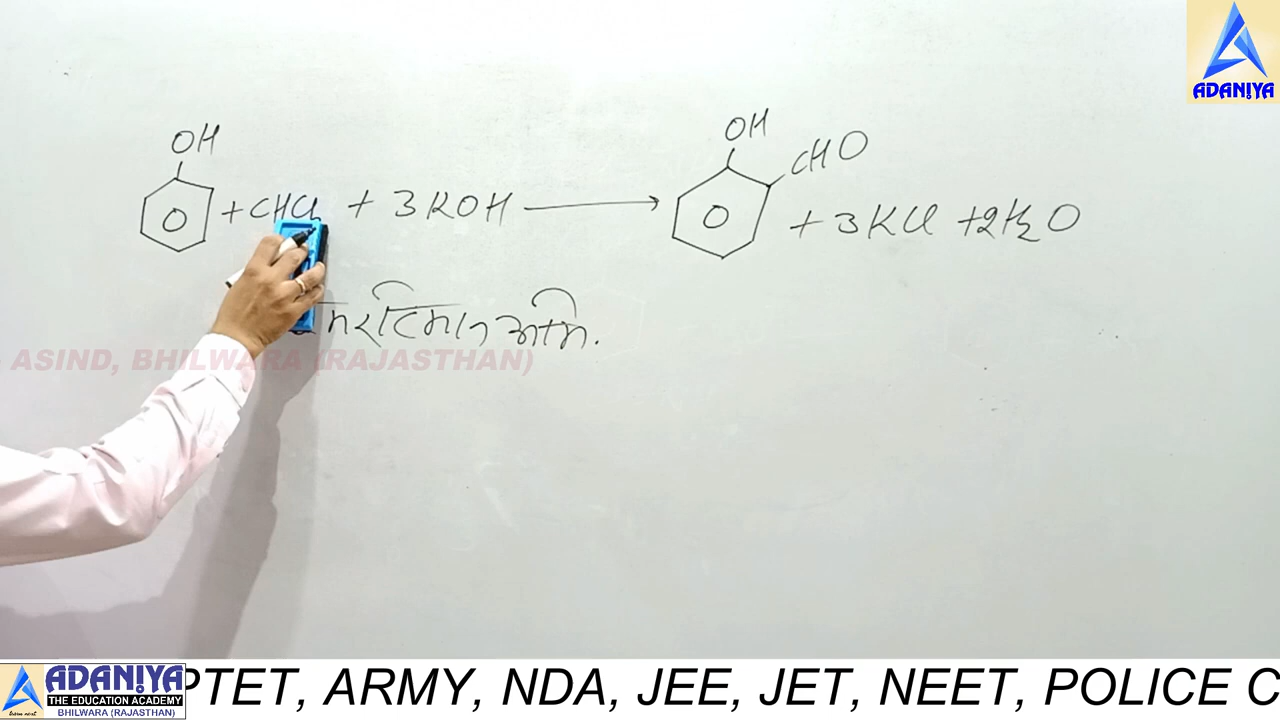 OH
+ CHCl + 3KOH ⟶
OH
CHO
+ 3KCl + 2H₂O
ASIND, BHILWARA (RAJASTHAN)
ADANIYA
ADANIYA
THE EDUCATION ACADEMY
BHILWARA (RAJASTHAN)
PTET, ARMY, NDA, JEE, JET, NEET, POLICE C